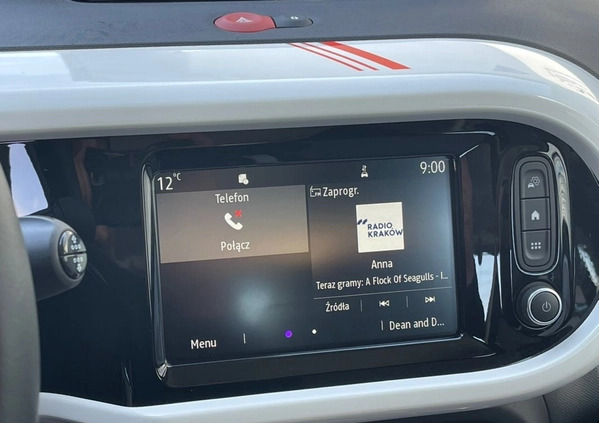 12°C
9:00
Telefon
Połącz
Zaprogr.
RADIO
KRAKÓW
Anna
Teraz gramy: A Flock Of Seagulls - I...
Źródła
Menu
Dean and D...